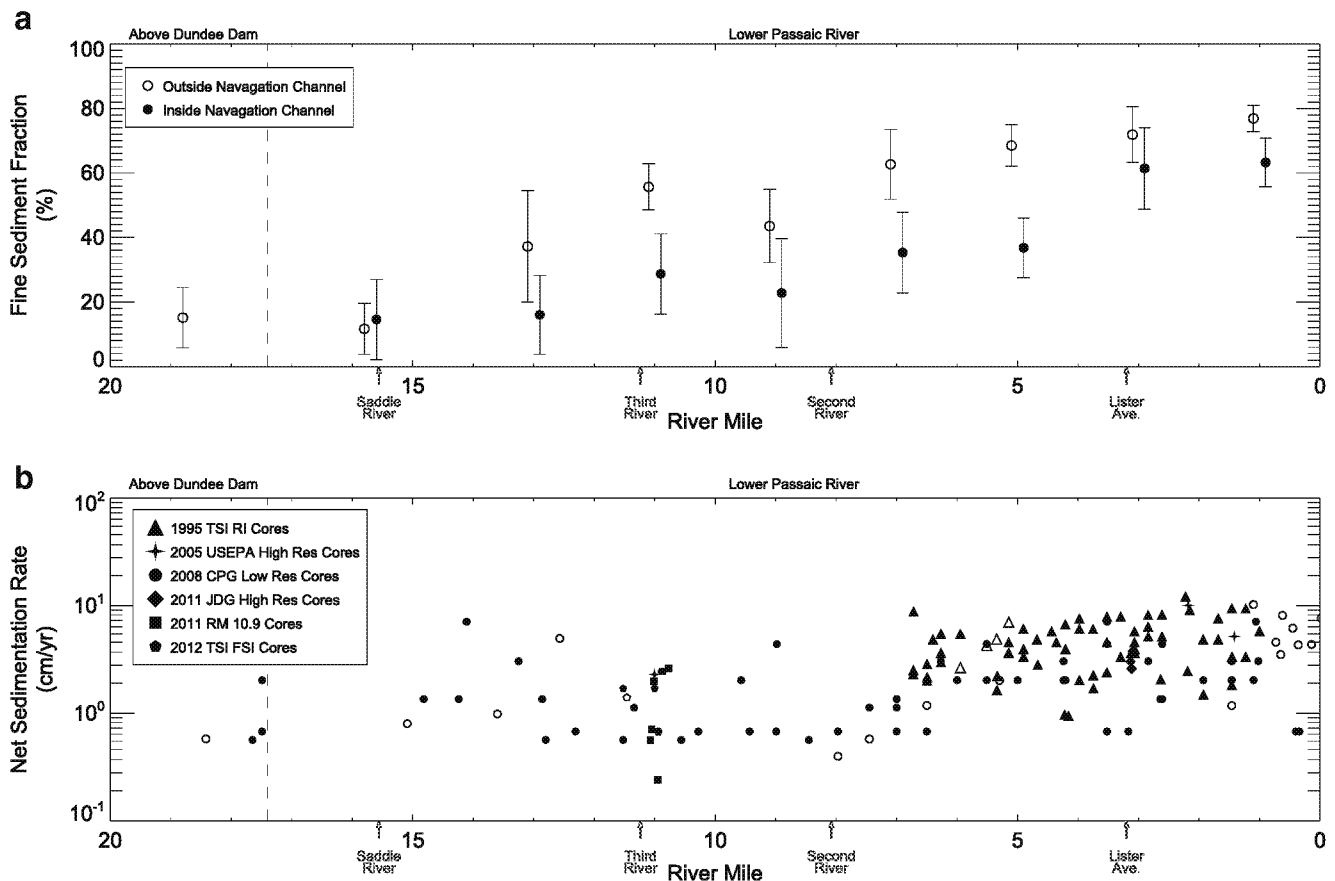 a
Above Dundee Dam
Lower Passaic River
Fine Sediment Fraction
(%)
100
80
60
40
20
0
Outside Navagation Channel
Inside Navagation Channel
20
15
10
5
0
Saddle
River
Third
River
Second
River
Lister
Ave.
River Mile
b
Above Dundee Dam
Lower Passaic River
Net Sedimentation Rate
(cm/yr)
10²
10¹
10⁰
10⁻¹
1995 TSI RI Cores
2005 USEPA High Res Cores
2008 CPG Low Res Cores
2011 JDG High Res Cores
2011 RM 10.9 Cores
2012 TSI FSI Cores
20
15
10
5
0
Saddle
River
Third
River
Second
River
Lister
Ave.
River Mile